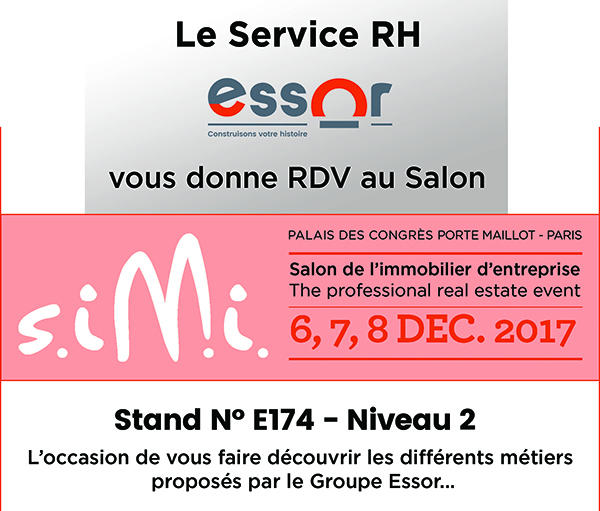 Le Service RH
essor
Construisons votre histoire
vous donne RDV au Salon
s.i.M.i.
PALAIS DES CONGRÈS PORTE MAILLOT - PARIS
Salon de l'immobilier d'entreprise
The professional real estate event
6, 7, 8 DEC. 2017
Stand N° E174 – Niveau 2
L'occasion de vous faire découvrir les différents métiers
proposés par le Groupe Essor...